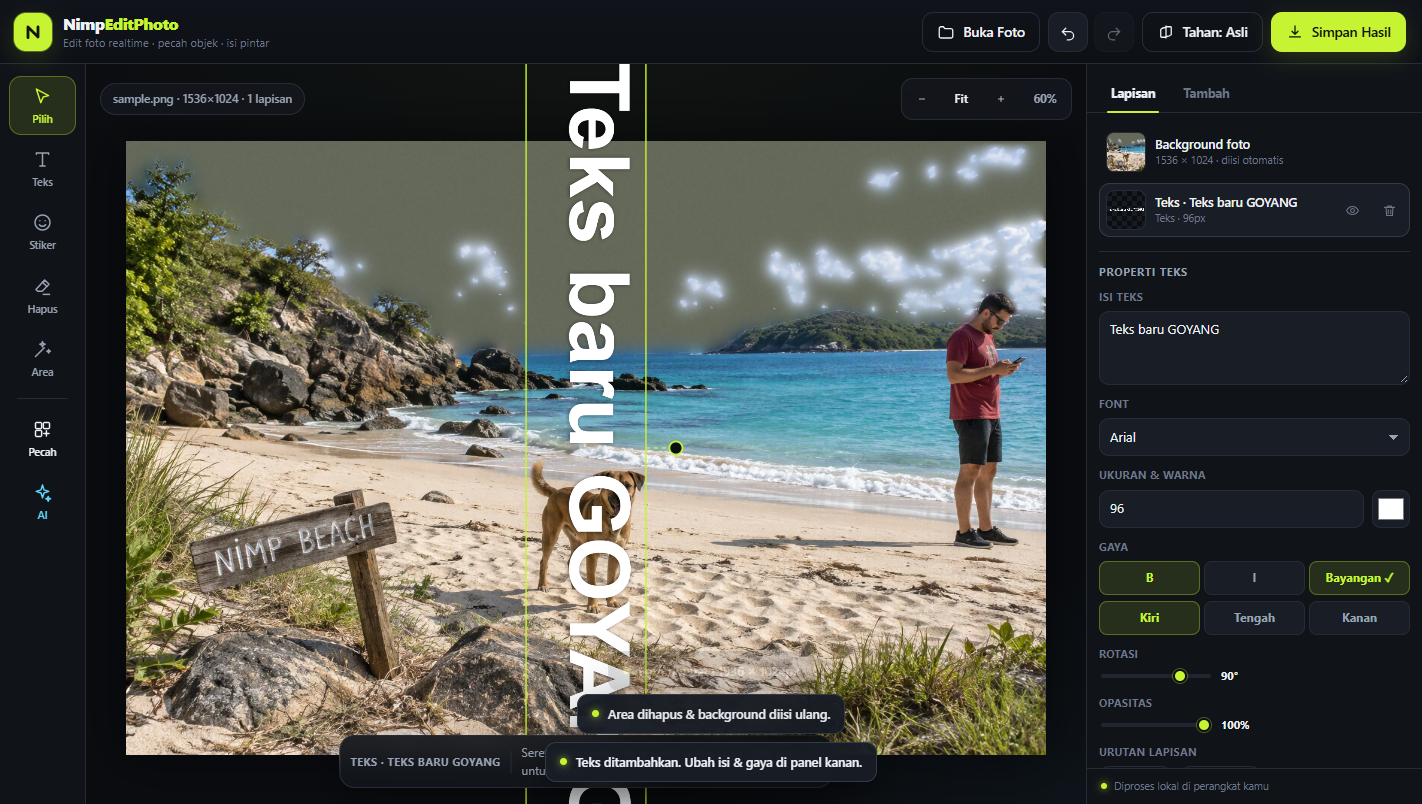 N
NimpEditPhoto
Edit foto realtime · pecah objek · isi pintar
Buka Foto
Tahan: Asli
Simpan Hasil
Pilih
Teks
Stiker
Hapus
Area
Pecah
AI
sample.png · 1536×1024 · 1 lapisan
− Fit + 60%
Teks baru GOYANG
NiMP BEACH
Area dihapus & background diisi ulang.
TEKS · TEKS BARU GOYANG
Teks ditambahkan. Ubah isi & gaya di panel kanan.
Lapisan
Tambah
Background foto
1536 × 1024 · diisi otomatis
Teks · Teks baru GOYANG
Teks · 96px
PROPERTI TEKS
ISI TEKS
Teks baru GOYANG
FONT
Arial
UKURAN & WARNA
96
GAYA
B
I
Bayangan ✓
Kiri
Tengah
Kanan
ROTASI
90°
OPASITAS
100%
URUTAN LAPISAN
Diproses lokal di perangkat kamu